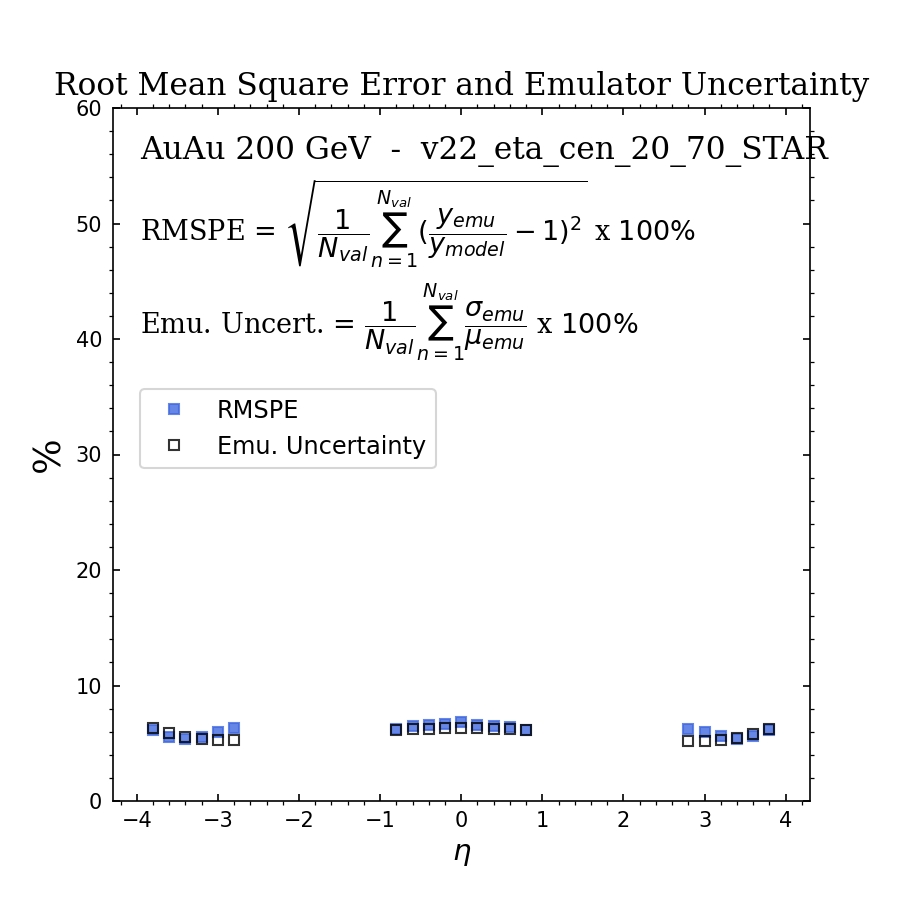 Root Mean Square Error and Emulator Uncertainty
AuAu 200 GeV - v22_eta_cen_20_70_STAR
RMSPE = √(1/N_val ∑_{n=1}^{N_val} (y_emu/y_model − 1)²) x 100%
Emu. Uncert. = 1/N_val ∑_{n=1}^{N_val} σ_emu/μ_emu x 100%
RMSPE
Emu. Uncertainty
%
60
50
40
30
20
10
0
−4 −3 −2 −1 0 1 2 3 4
η